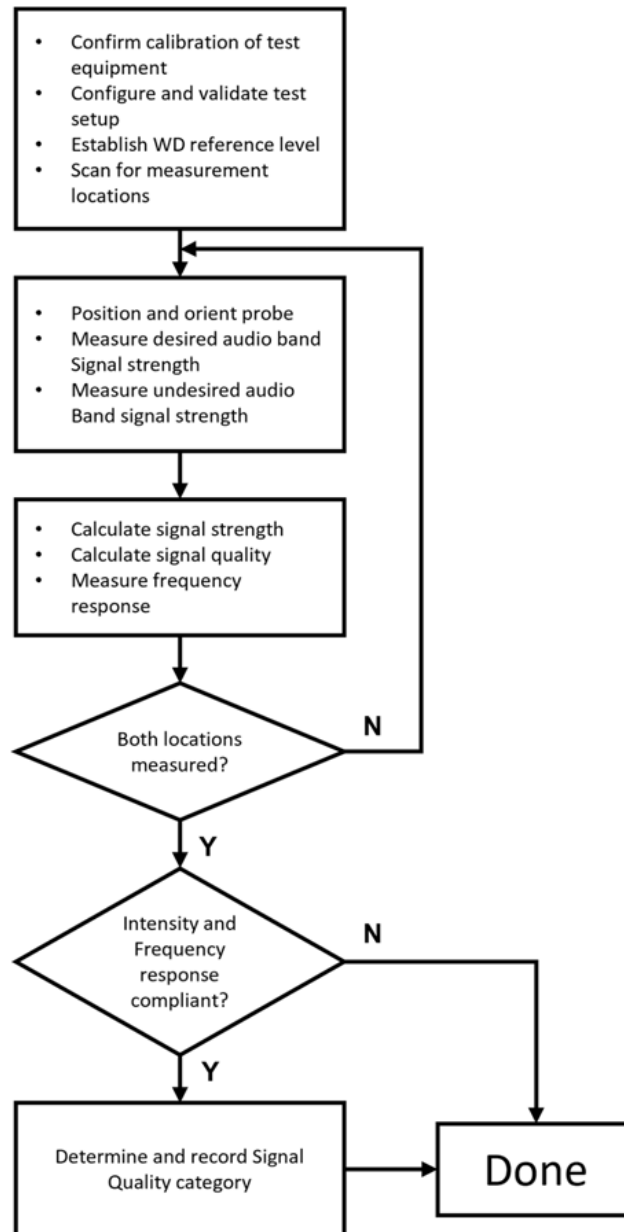 • Confirm calibration of test
equipment
• Configure and validate test
setup
• Establish WD reference level
• Scan for measurement
locations
• Position and orient probe
• Measure desired audio band
Signal strength
• Measure undesired audio
Band signal strength
• Calculate signal strength
• Calculate signal quality
• Measure frequency
response
Both locations
measured?
N
Y
Intensity and
Frequency
response
compliant?
N
Y
Determine and record Signal
Quality category
Done